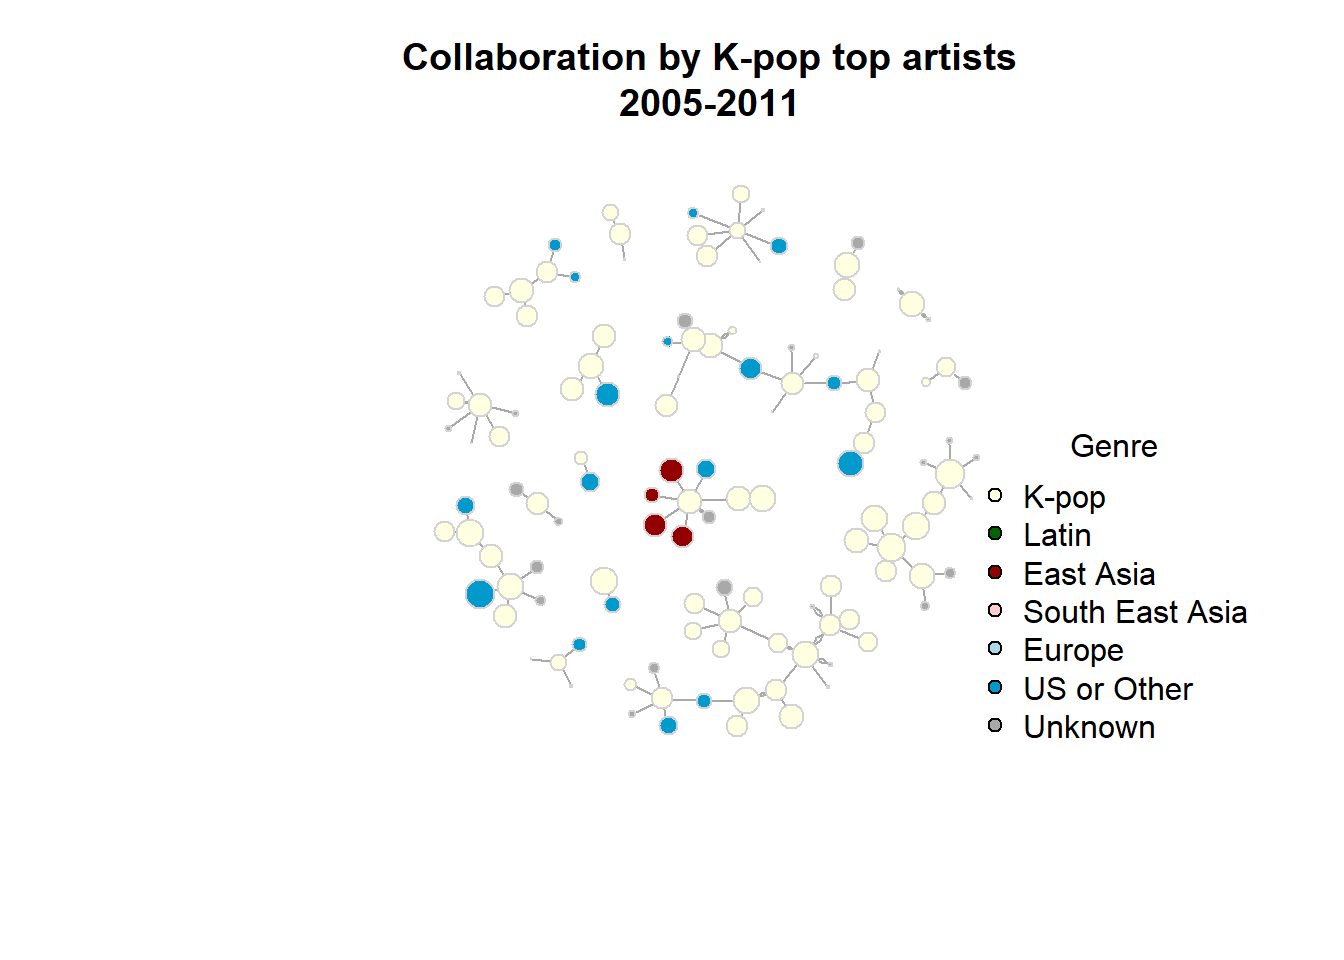 Collaboration by K-pop top artists
2005-2011
Genre
K-pop
Latin
East Asia
South East Asia
Europe
US or Other
Unknown